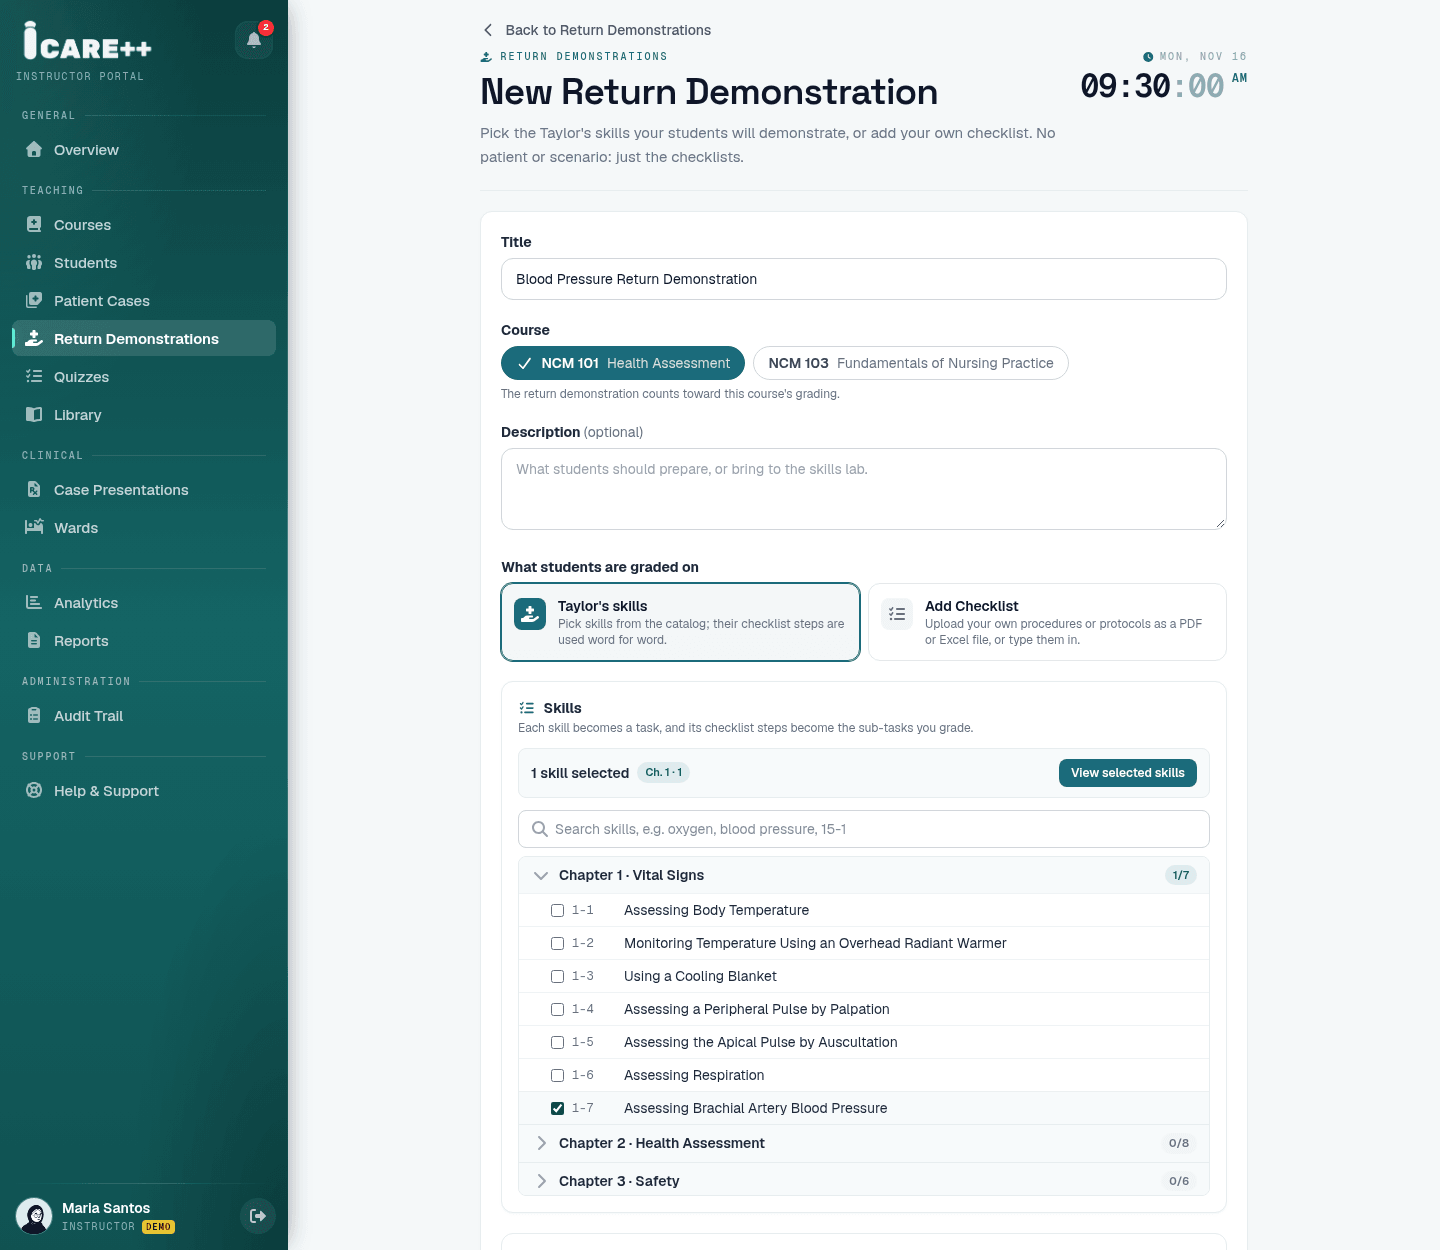 iCARE++
2
INSTRUCTOR PORTAL
GENERAL
Overview
TEACHING
Courses
Students
Patient Cases
Return Demonstrations
Quizzes
Library
CLINICAL
Case Presentations
Wards
DATA
Analytics
Reports
ADMINISTRATION
Audit Trail
SUPPORT
Help & Support
Maria Santos
INSTRUCTOR DEMO
Back to Return Demonstrations
RETURN DEMONSTRATIONS
New Return Demonstration
MON, NOV 16
09:30:00 AM
Pick the Taylor's skills your students will demonstrate, or add your own checklist. No
patient or scenario: just the checklists.
Title
Blood Pressure Return Demonstration
Course
NCM 101 Health Assessment
NCM 103 Fundamentals of Nursing Practice
The return demonstration counts toward this course's grading.
Description (optional)
What students should prepare, or bring to the skills lab.
What students are graded on
Taylor's skills
Pick skills from the catalog; their checklist steps are
used word for word.
Add Checklist
Upload your own procedures or protocols as a PDF
or Excel file, or type them in.
Skills
Each skill becomes a task, and its checklist steps become the sub-tasks you grade.
1 skill selected Ch. 1 · 1
View selected skills
Search skills, e.g. oxygen, blood pressure, 15-1
Chapter 1 · Vital Signs 1/7
1-1 Assessing Body Temperature
1-2 Monitoring Temperature Using an Overhead Radiant Warmer
1-3 Using a Cooling Blanket
1-4 Assessing a Peripheral Pulse by Palpation
1-5 Assessing the Apical Pulse by Auscultation
1-6 Assessing Respiration
1-7 Assessing Brachial Artery Blood Pressure
Chapter 2 · Health Assessment 0/8
Chapter 3 · Safety 0/6